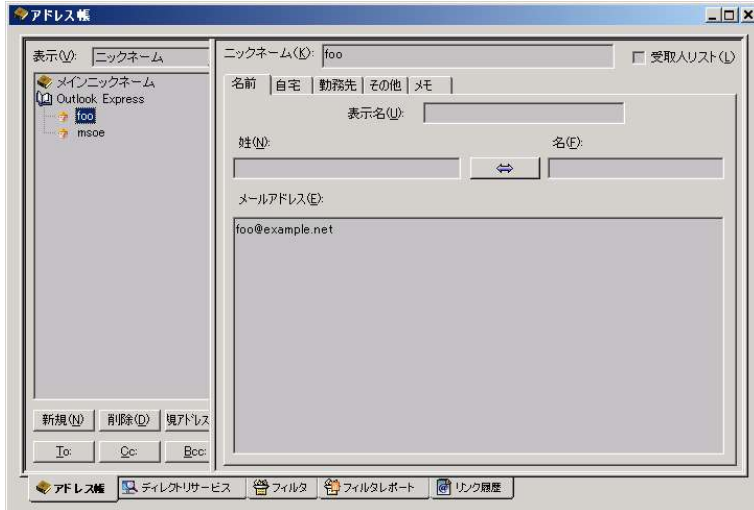 アドレス帳
表示(V): ニックネーム
メインニックネーム
Outlook Express
foo
msoe
新規(N) 削除(D) 規アドレス
To: Cc: Bcc:
ニックネーム(K): foo
受取人リスト(L)
名前 自宅 勤務先 その他 メモ
表示名(U):
姓(N): 名(F):
メールアドレス(E):
foo@example.net
アドレス帳 ディレクトリサービス フィルタ フィルタレポート リンク履歴